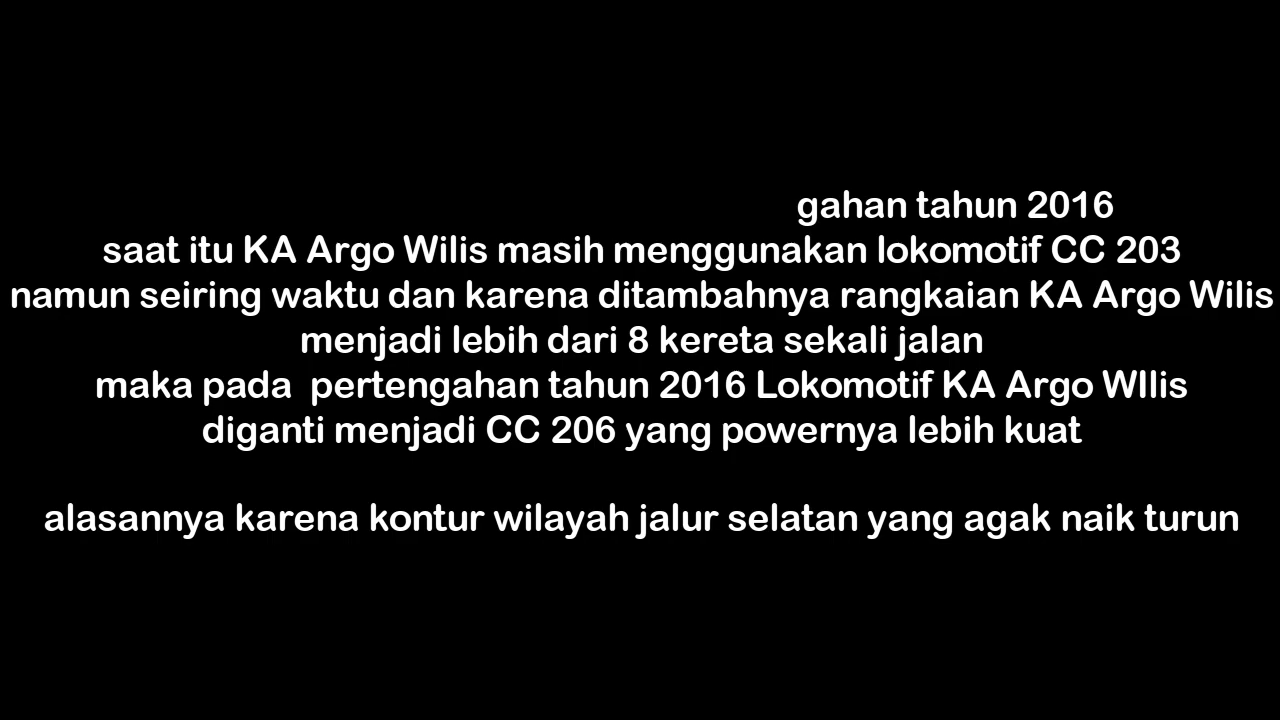 gahan tahun 2016
saat itu KA Argo Wilis masih menggunakan lokomotif CC 203
namun seiring waktu dan karena ditambahnya rangkaian KA Argo Wilis
menjadi lebih dari 8 kereta sekali jalan
maka pada  pertengahan tahun 2016 Lokomotif KA Argo WIlis
diganti menjadi CC 206 yang powernya lebih kuat
alasannya karena kontur wilayah jalur selatan yang agak naik turun